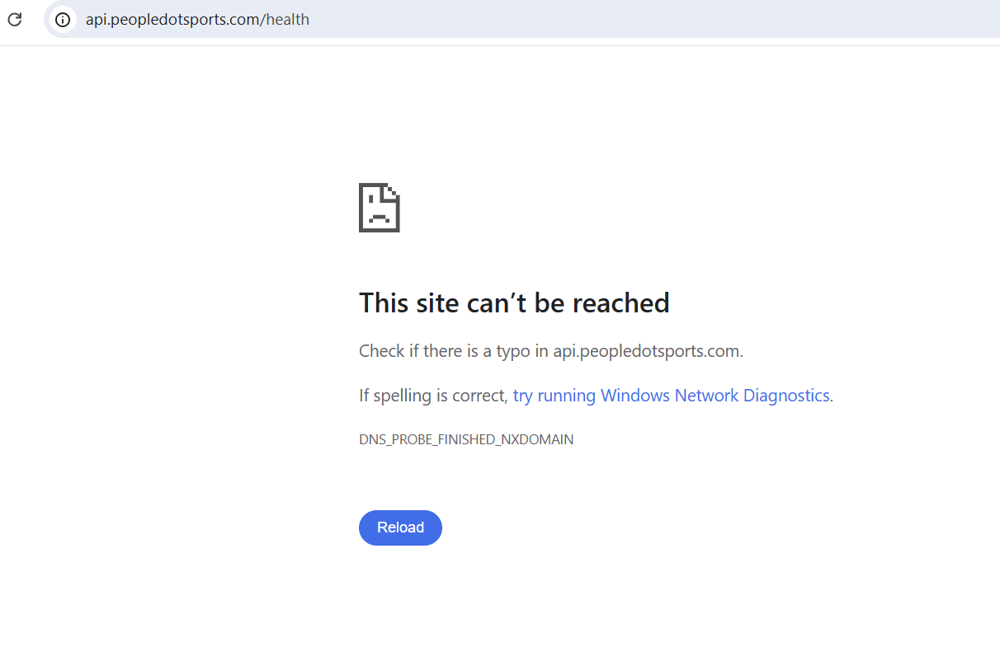 api.peopledotsports.com/health
This site can’t be reached
Check if there is a typo in api.peopledotsports.com.
If spelling is correct, try running Windows Network Diagnostics.
DNS_PROBE_FINISHED_NXDOMAIN
Reload